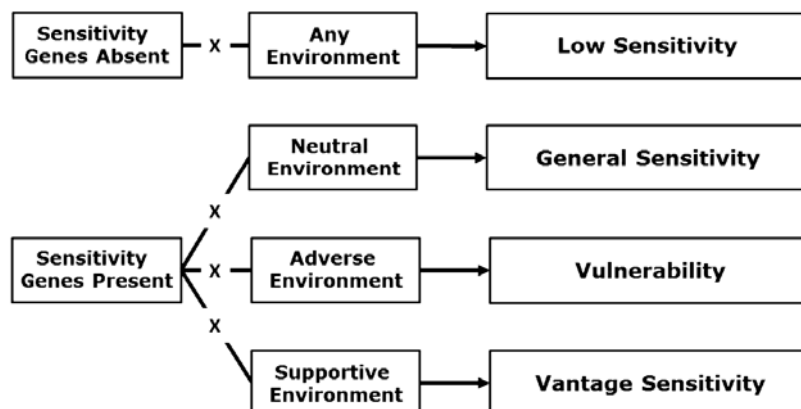 Sensitivity
Genes Absent
X
Any
Environment
Low Sensitivity
Neutral
Environment
General Sensitivity
X
Sensitivity
Genes Present
X
Adverse
Environment
Vulnerability
X
Supportive
Environment
Vantage Sensitivity